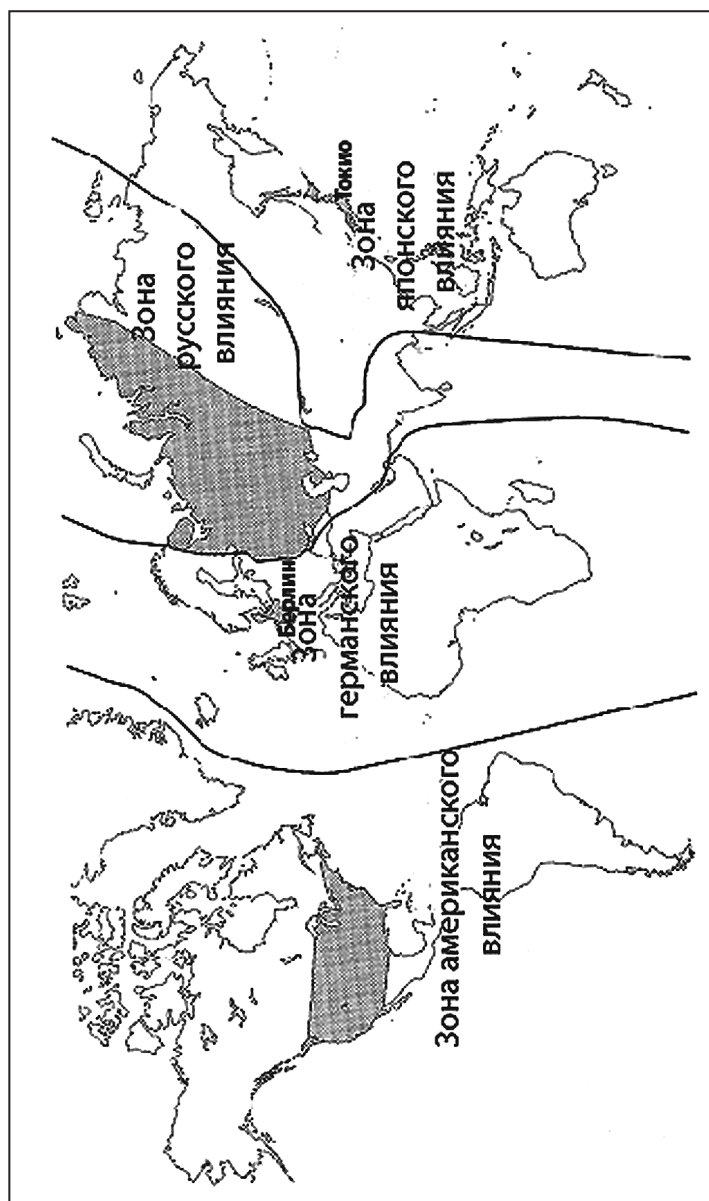 Зона американского
влияния
Берлин
Зона
германского
влияния
Зона
русского
влияния
Токио
Зона
японского
влияния